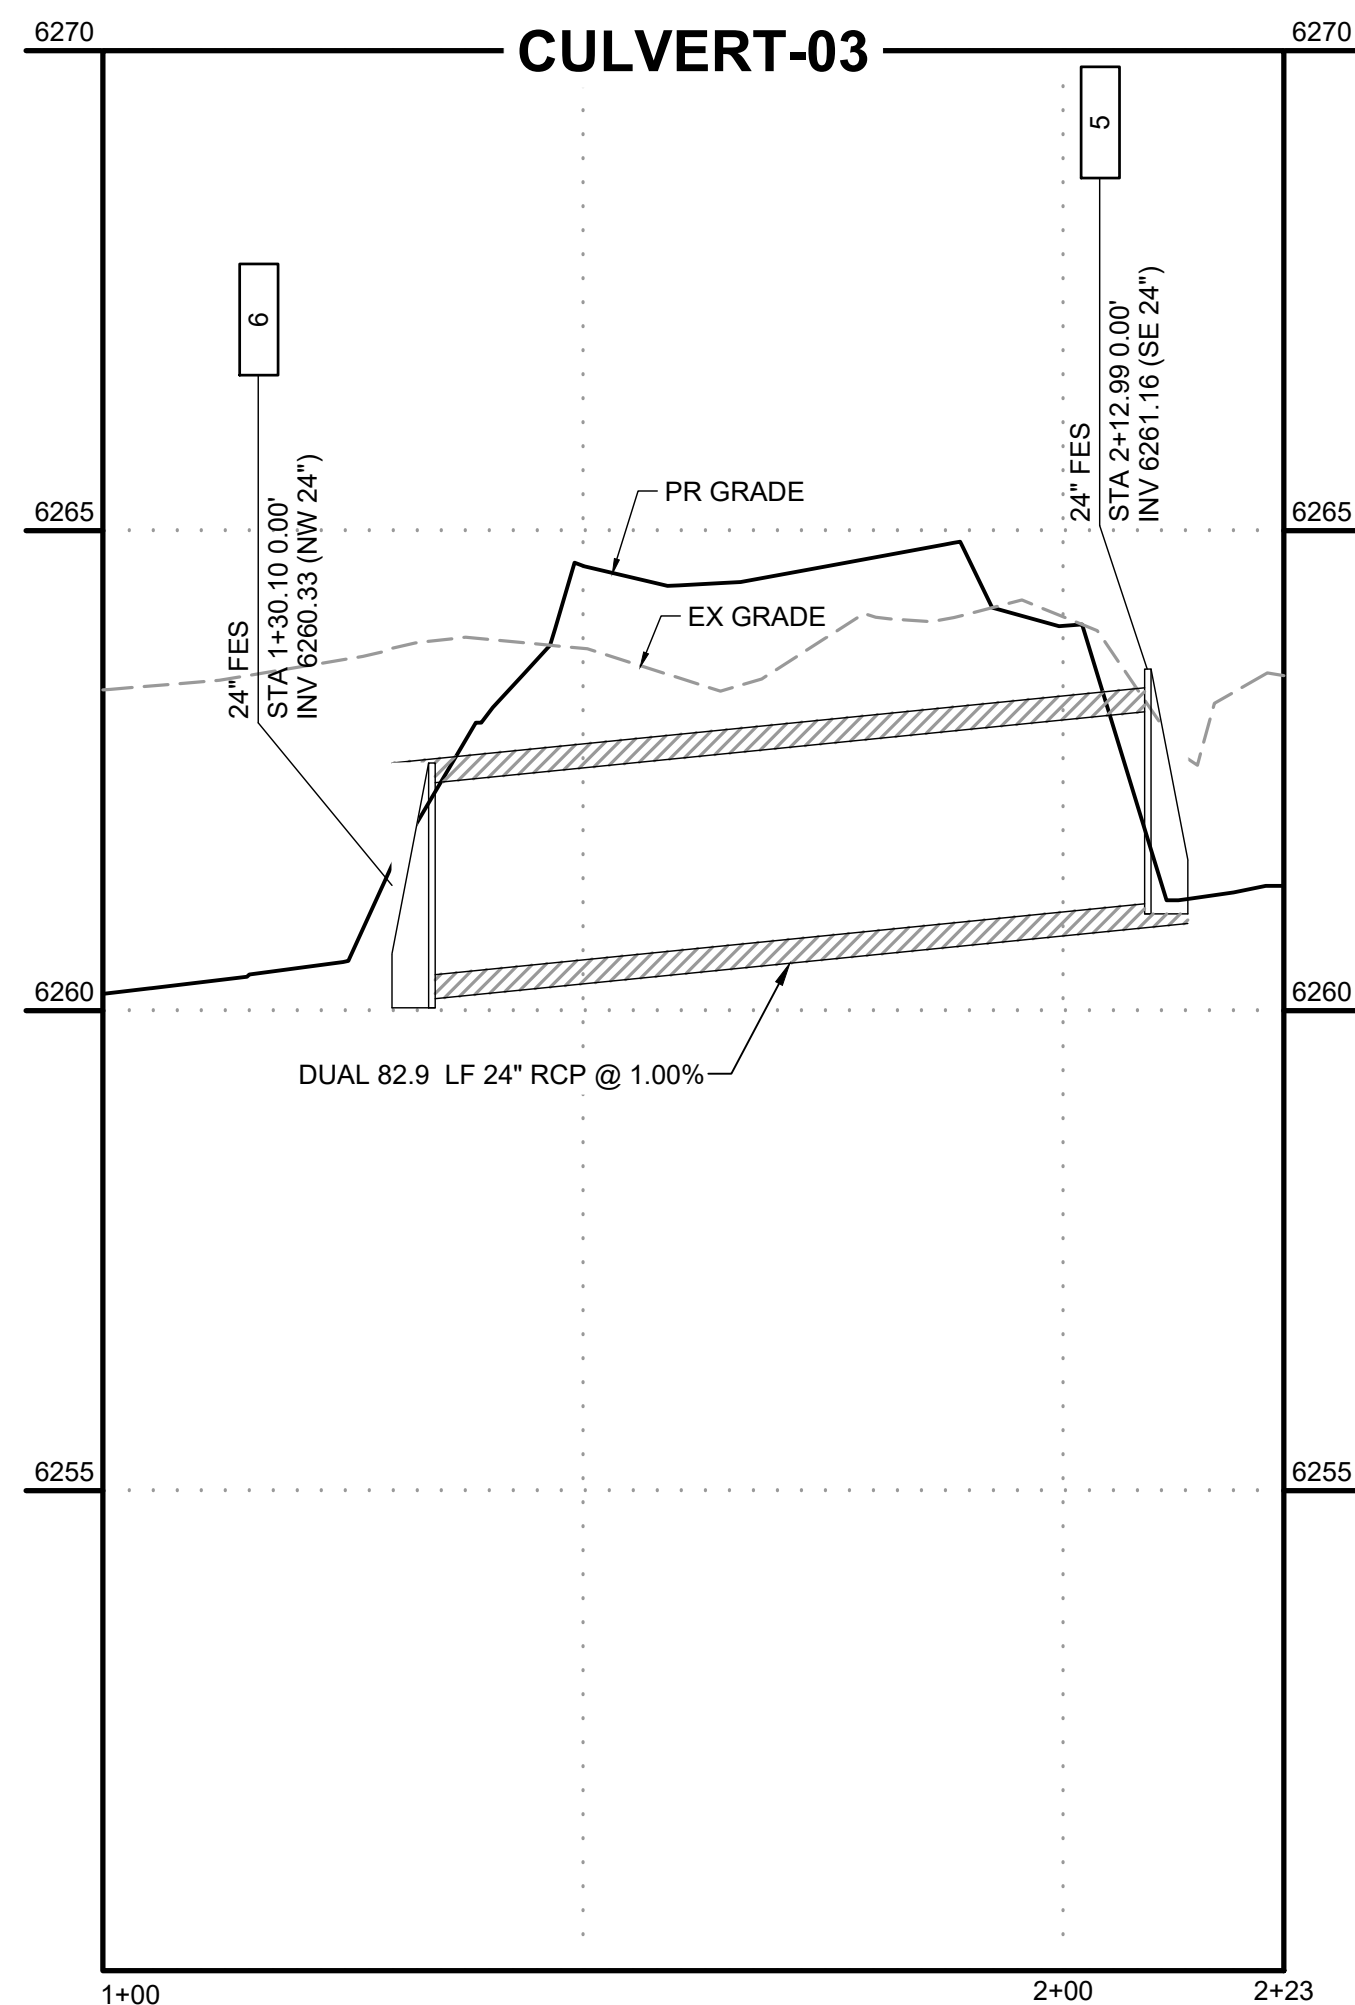 6270
CULVERT-03
6270
5
24" FES
STA 2+12.99 0.00'
INV 6261.16 (SE 24")
6
24" FES
STA 1+30.10 0.00'
INV 6260.33 (NW 24")
PR GRADE
6265
6265
EX GRADE
6260
6260
DUAL 82.9 LF 24" RCP @ 1.00%
6255
6255
1+00
2+00
2+23